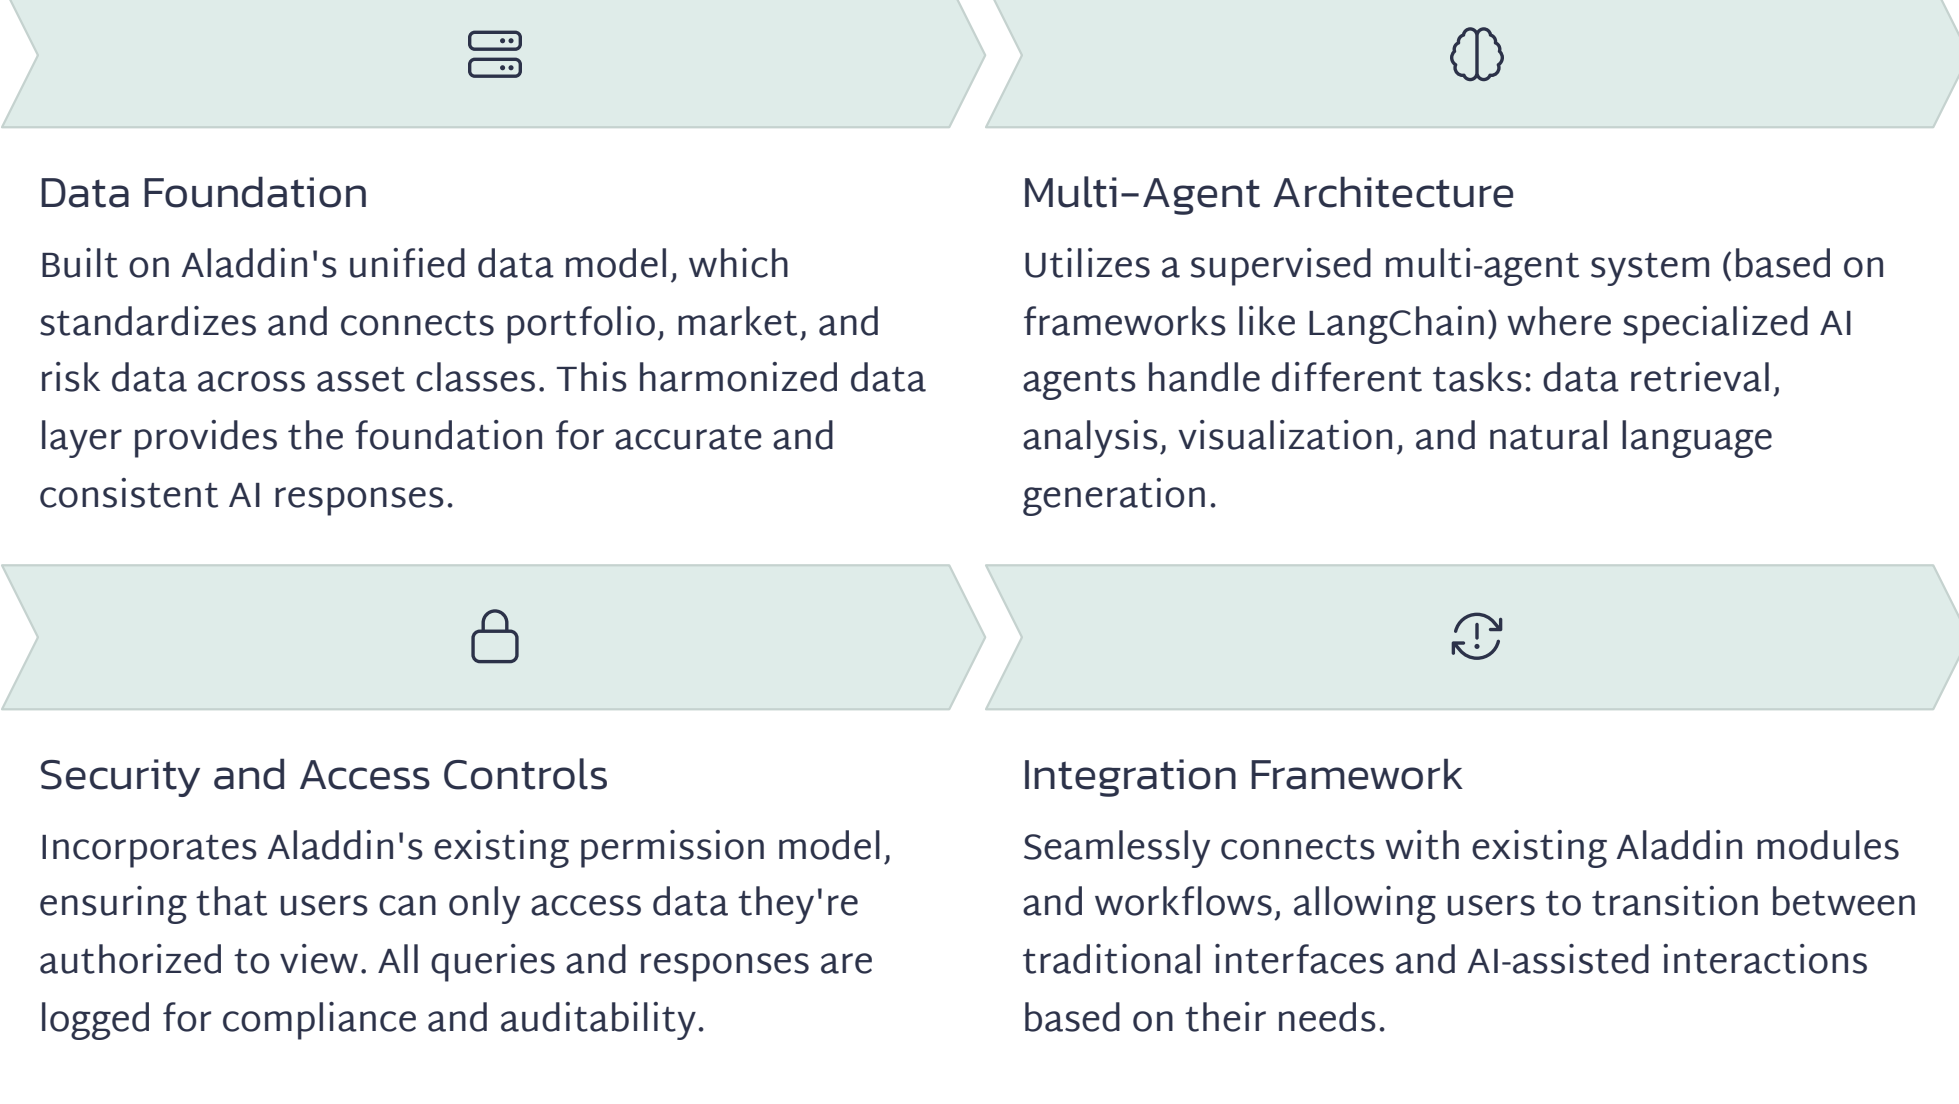 Data Foundation
Built on Aladdin's unified data model, which
standardizes and connects portfolio, market, and
risk data across asset classes. This harmonized data
layer provides the foundation for accurate and
consistent AI responses.
Multi-Agent Architecture
Utilizes a supervised multi-agent system (based on
frameworks like LangChain) where specialized AI
agents handle different tasks: data retrieval,
analysis, visualization, and natural language
generation.
Security and Access Controls
Incorporates Aladdin's existing permission model,
ensuring that users can only access data they're
authorized to view. All queries and responses are
logged for compliance and auditability.
Integration Framework
Seamlessly connects with existing Aladdin modules
and workflows, allowing users to transition between
traditional interfaces and AI-assisted interactions
based on their needs.